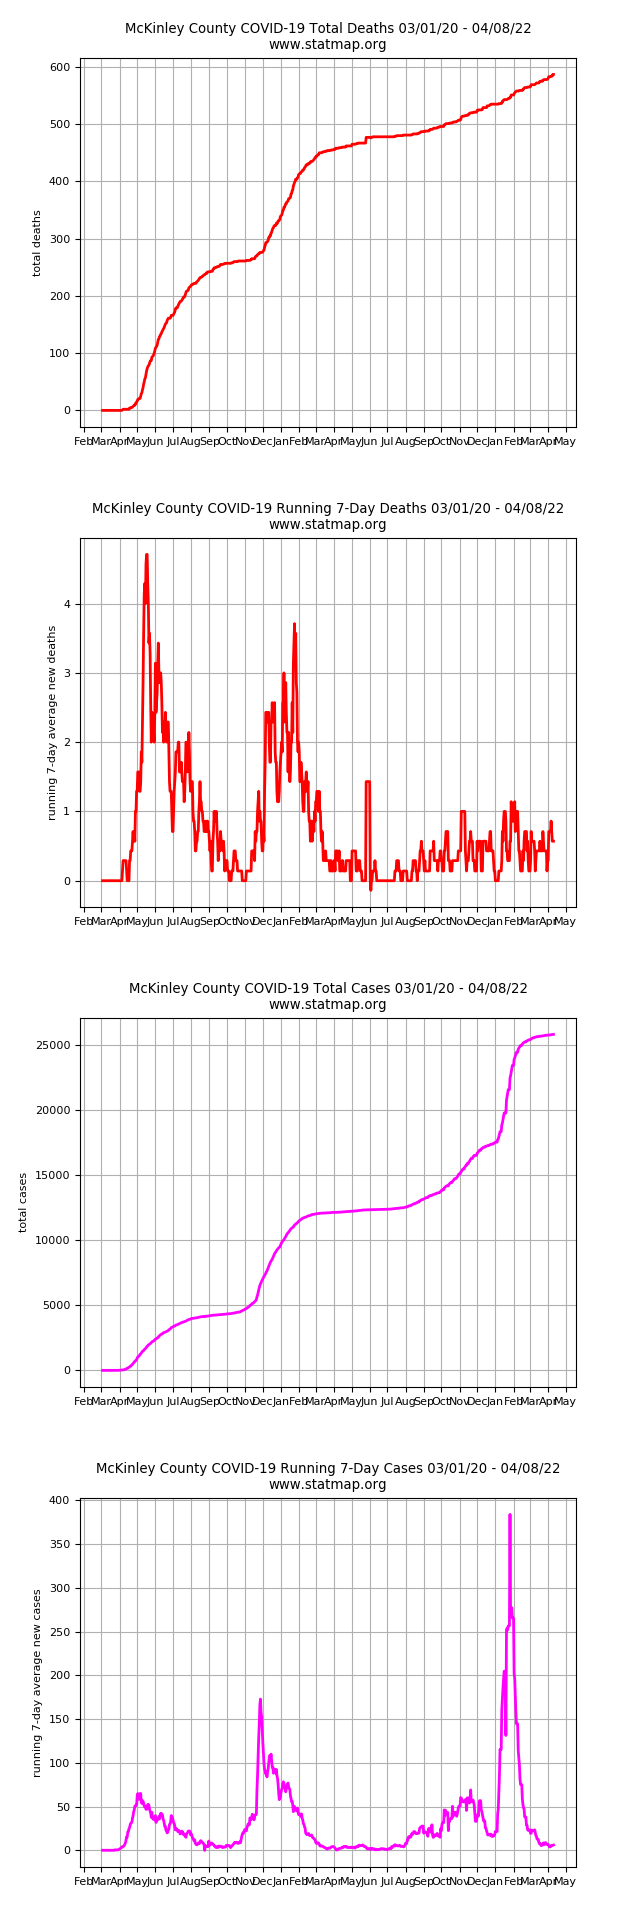 McKinley County COVID-19 Total Deaths 03/01/20 - 04/08/22
www.statmap.org
600
500
400
300
200
100
0
total deaths
Feb Mar Apr May Jun Jul Aug Sep Oct Nov Dec Jan Feb Mar Apr May Jun Jul Aug Sep Oct Nov Dec Jan Feb Mar Apr May
McKinley County COVID-19 Running 7-Day Deaths 03/01/20 - 04/08/22
www.statmap.org
4
3
2
1
0
running 7-day average new deaths
Feb Mar Apr May Jun Jul Aug Sep Oct Nov Dec Jan Feb Mar Apr May Jun Jul Aug Sep Oct Nov Dec Jan Feb Mar Apr May
McKinley County COVID-19 Total Cases 03/01/20 - 04/08/22
www.statmap.org
25000
20000
15000
10000
5000
0
total cases
Feb Mar Apr May Jun Jul Aug Sep Oct Nov Dec Jan Feb Mar Apr May Jun Jul Aug Sep Oct Nov Dec Jan Feb Mar Apr May
McKinley County COVID-19 Running 7-Day Cases 03/01/20 - 04/08/22
www.statmap.org
400
350
300
250
200
150
100
50
0
running 7-day average new cases
Feb Mar Apr May Jun Jul Aug Sep Oct Nov Dec Jan Feb Mar Apr May Jun Jul Aug Sep Oct Nov Dec Jan Feb Mar Apr May